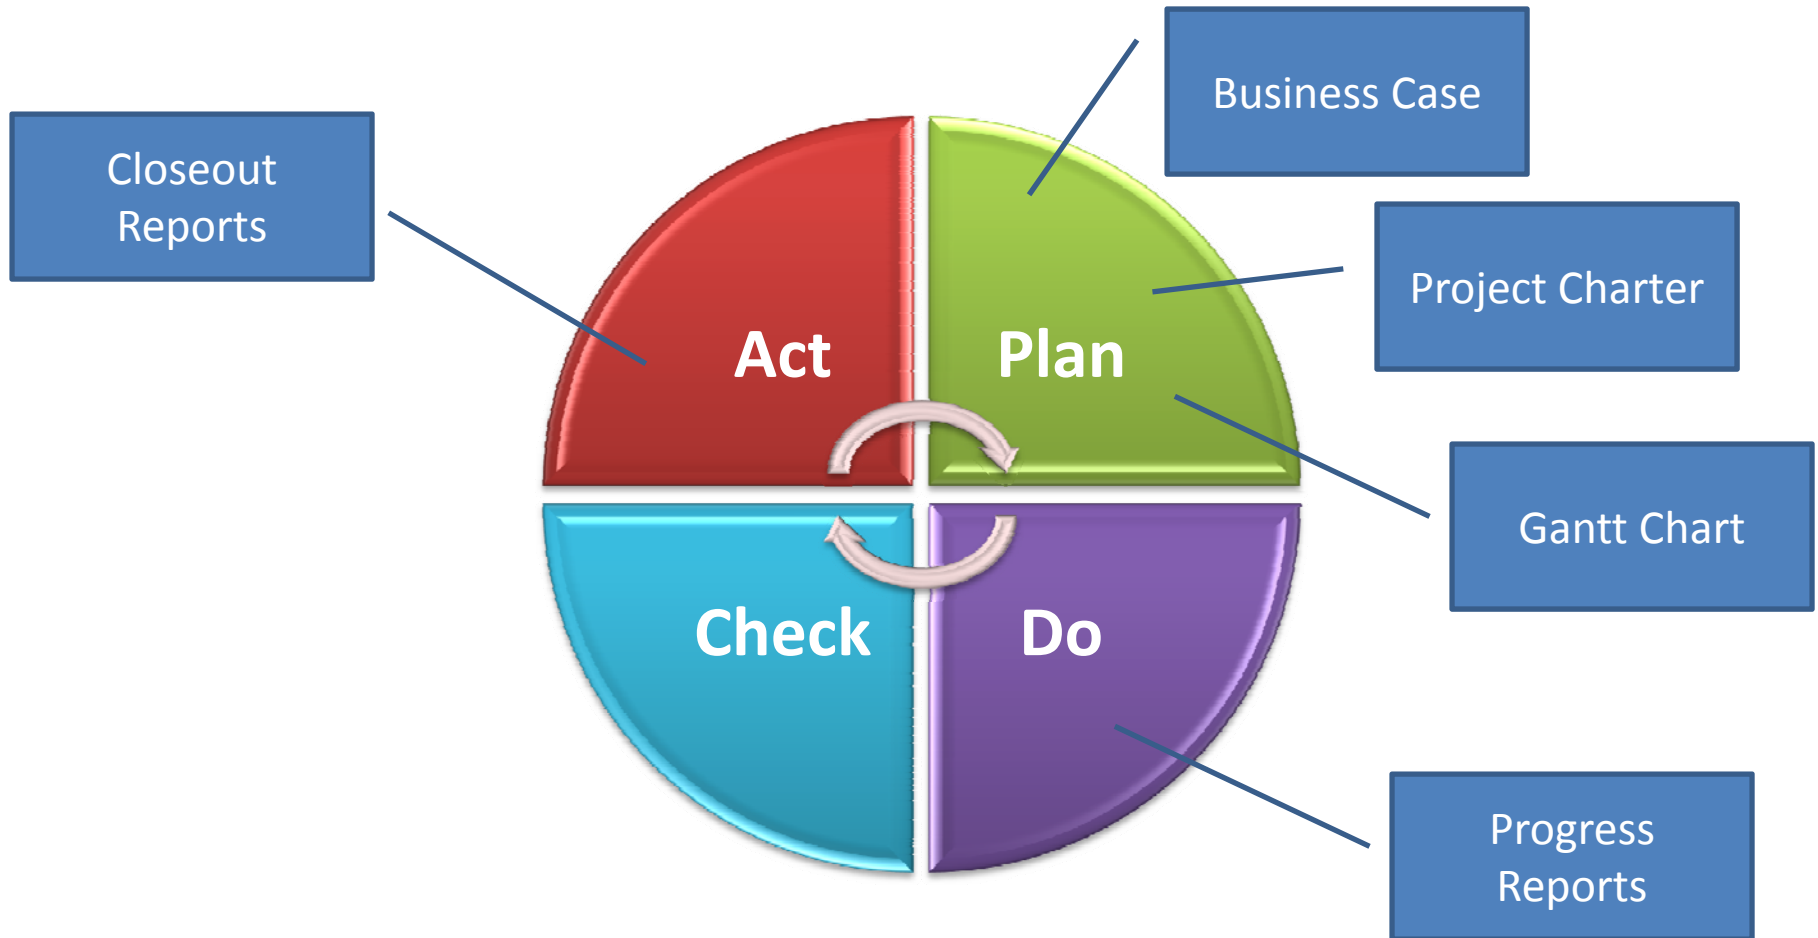 Business Case
Closeout
Reports
Project Charter
Act
Plan
Gantt Chart
Check
Do
Progress
Reports